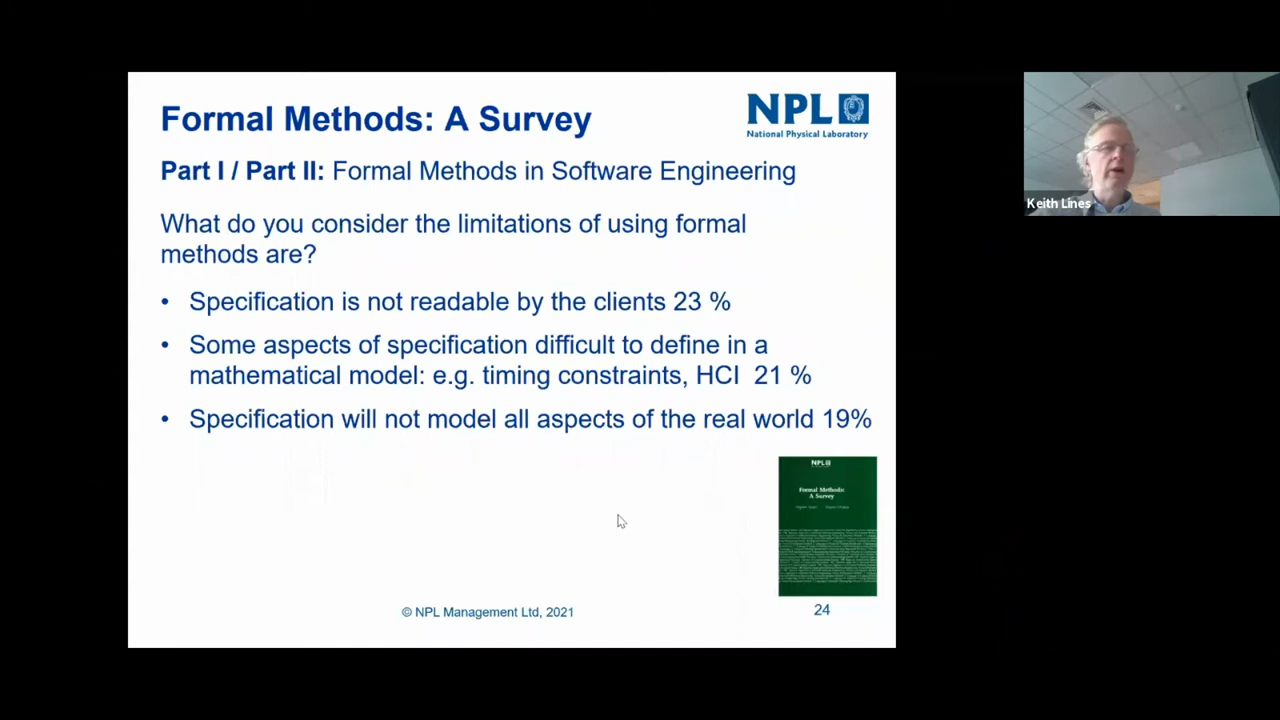 Formal Methods: A Survey
NPL
National Physical Laboratory
Part I / Part II: Formal Methods in Software Engineering
What do you consider the limitations of using formal
methods are?
• Specification is not readable by the clients 23 %
• Some aspects of specification difficult to define in a
mathematical model: e.g. timing constraints, HCI 21 %
• Specification will not model all aspects of the real world 19%
NPL
Formal Methods:
A Survey
© NPL Management Ltd, 2021
24
Keith Lines